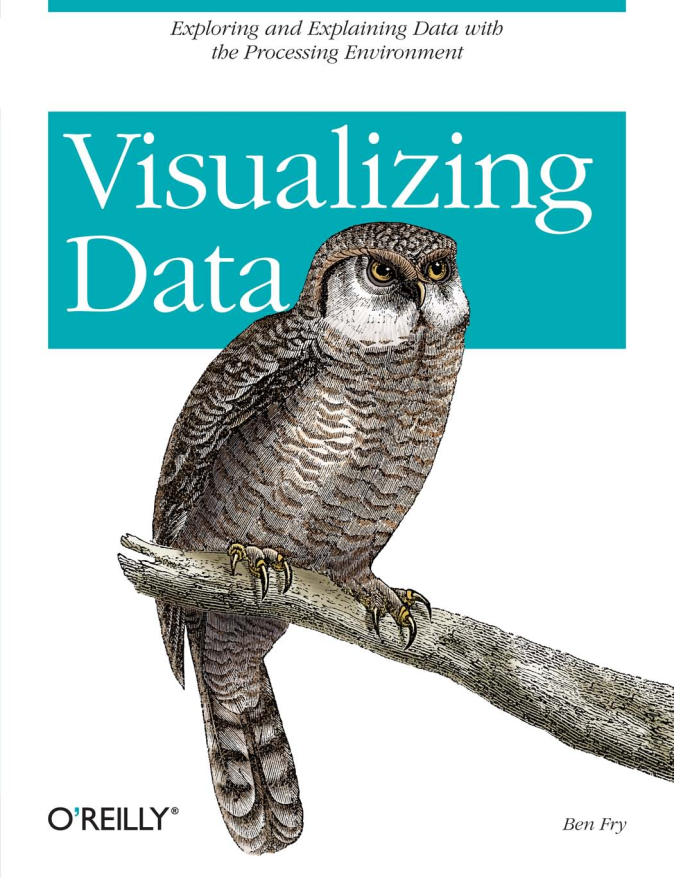 Exploring and Explaining Data with
the Processing Environment
Visualizing
Data
O'REILLY®
Ben Fry